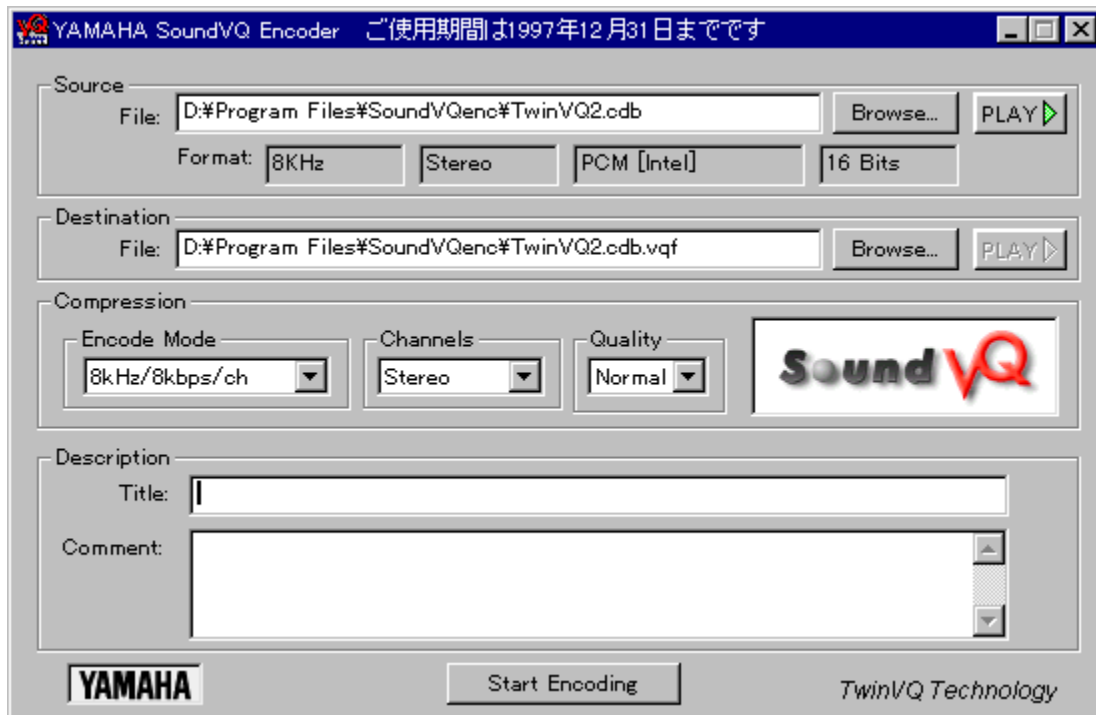 YAMAHA SoundVQ Encoder ご使用期間は1997年12月31日までです
Source
File: D:¥Program Files¥SoundVQenc¥TwinVQ2.cdb Browse... PLAY
Format: 8KHz Stereo PCM [Intel] 16 Bits
Destination
File: D:¥Program Files¥SoundVQenc¥TwinVQ2.cdb.vqf Browse... PLAY
Compression
Encode Mode Channels Quality
8kHz/8kbps/ch Stereo Normal
Sound VQ
Description
Title:
Comment:
YAMAHA Start Encoding TwinVQ Technology